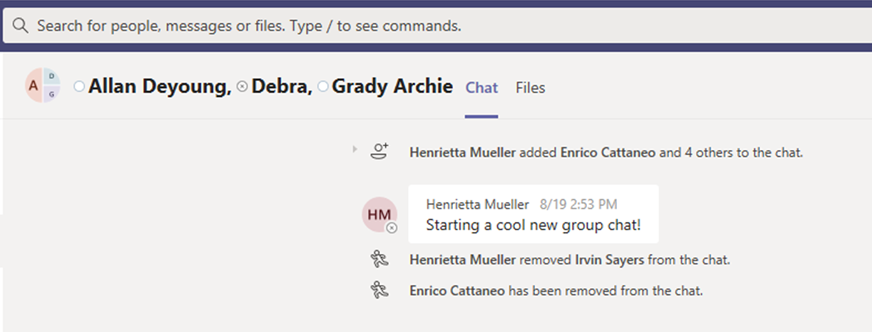 Search for people, messages or files. Type / to see commands.
A D G Allan Deyoung, Debra, Grady Archie Chat Files
Henrietta Mueller added Enrico Cattaneo and 4 others to the chat.
Henrietta Mueller 8/19 2:53 PM
HM
Starting a cool new group chat!
Henrietta Mueller removed Irvin Sayers from the chat.
Enrico Cattaneo has been removed from the chat.